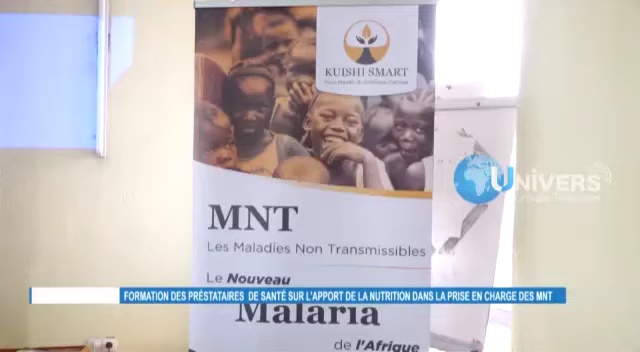 KUISHI SMART
MNT
Les Maladies Non Transmissibles
UNIVERS
Le Nouveau
FORMATION DES PRÉSTATAIRES DE SANTÉ SUR L'APPORT DE LA NUTRITION DANS LA PRISE EN CHARGE DES MNT
Malaria
de l'Afrique